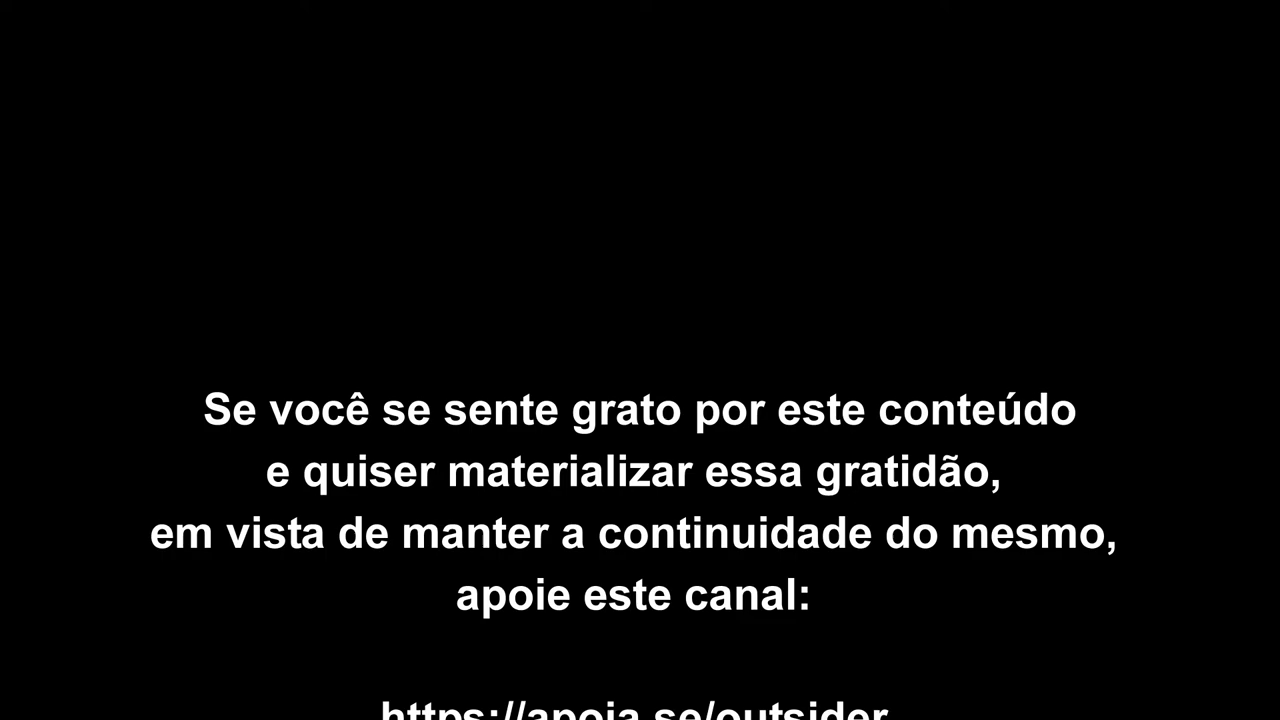 Se você se sente grato por este conteúdo
e quiser materializar essa gratidão,
em vista de manter a continuidade do mesmo,
apoie este canal:
https://apoia.se/outsider